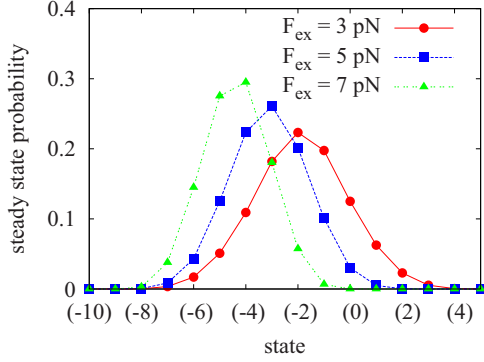 0.4
F_ex = 3 pN
F_ex = 5 pN
F_ex = 7 pN
0.3
0.2
0.1
0
steady state probability
(-10) (-8) (-6) (-4) (-2) (0) (2) (4)
state